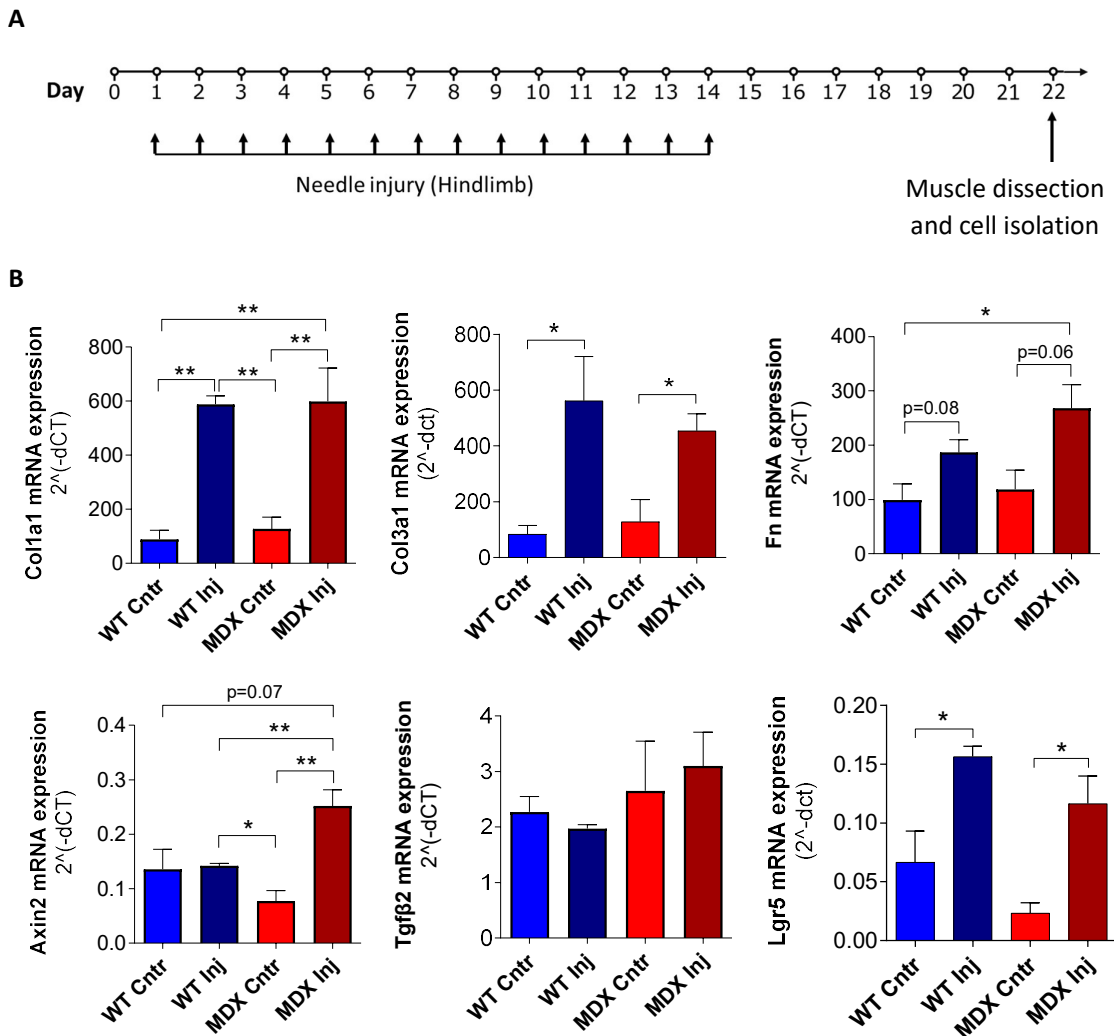 A
Day
0 1 2 3 4 5 6 7 8 9 10 11 12 13 14 15 16 17 18 19 20 21 22
Needle injury (Hindlimb)
Muscle dissection
and cell isolation
B
Col1a1 mRNA expression
2^(-dCT)
800
600
400
200
0
**
**
**
**
WT Cntr
WT Inj
MDX Cntr
MDX Inj
Col3a1 mRNA expression
(2^-dct)
800
600
400
200
0
*
*
WT Cntr
WT Inj
MDX Cntr
MDX Inj
Fn mRNA expression
2^(-dCT)
400
300
200
100
0
*
p=0.06
p=0.08
WT Cntr
WT Inj
MDX Cntr
MDX Inj
Axin2 mRNA expression
2^(-dCT)
0.4
0.3
0.2
0.1
0.0
p=0.07
**
**
*
WT Cntr
WT Inj
MDX Cntr
MDX Inj
Tgfβ2 mRNA expression
2^(-dCT)
4
3
2
1
0
WT Cntr
WT Inj
MDX Cntr
MDX Inj
Lgr5 mRNA expression
(2^-dct)
0.20
0.15
0.10
0.05
0.00
*
*
WT Cntr
WT Inj
MDX Cntr
MDX Inj